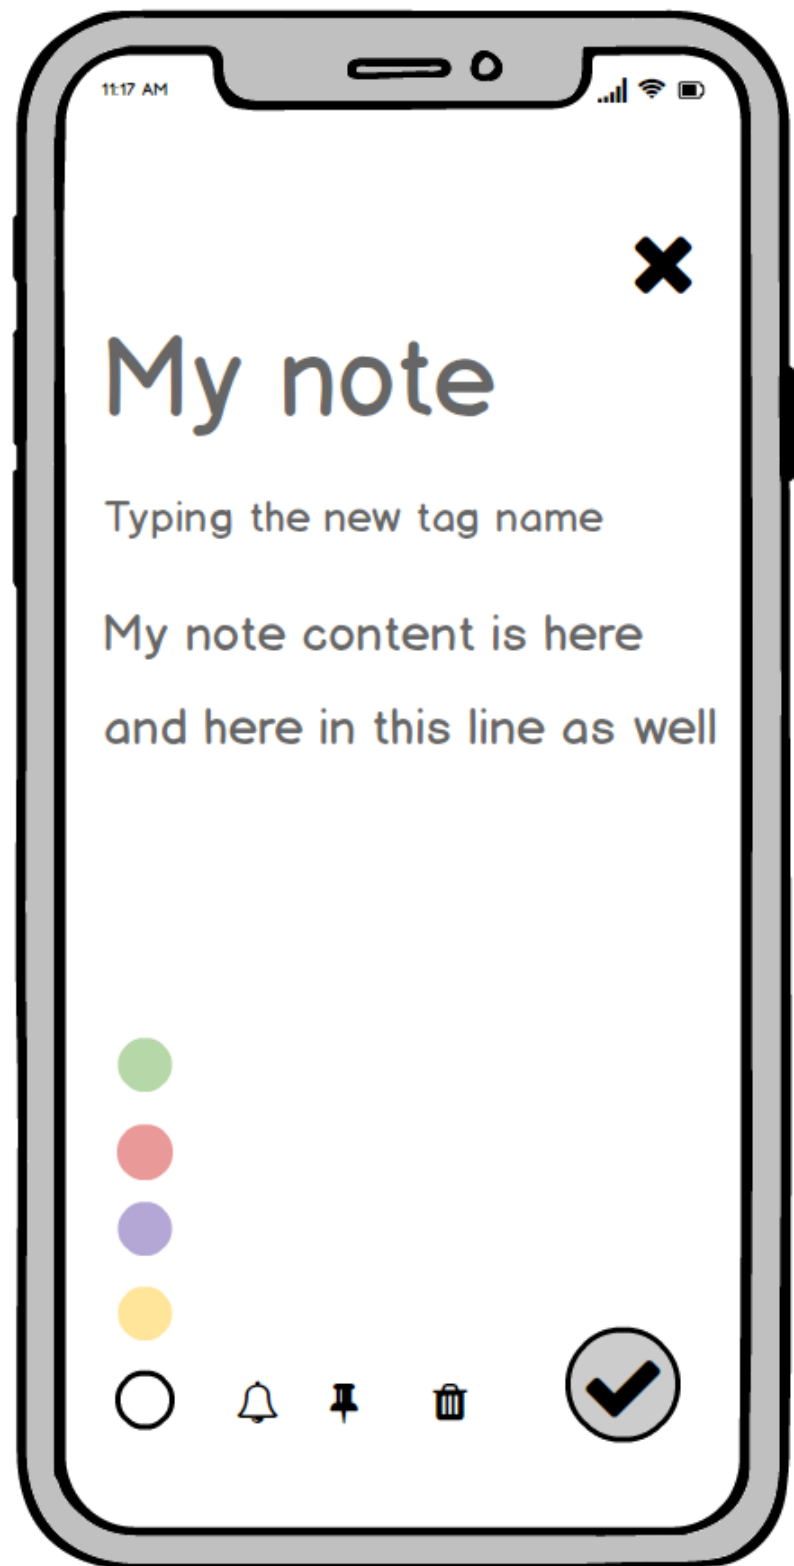 11:17 AM
My note
Typing the new tag name
My note content is here
and here in this line as well